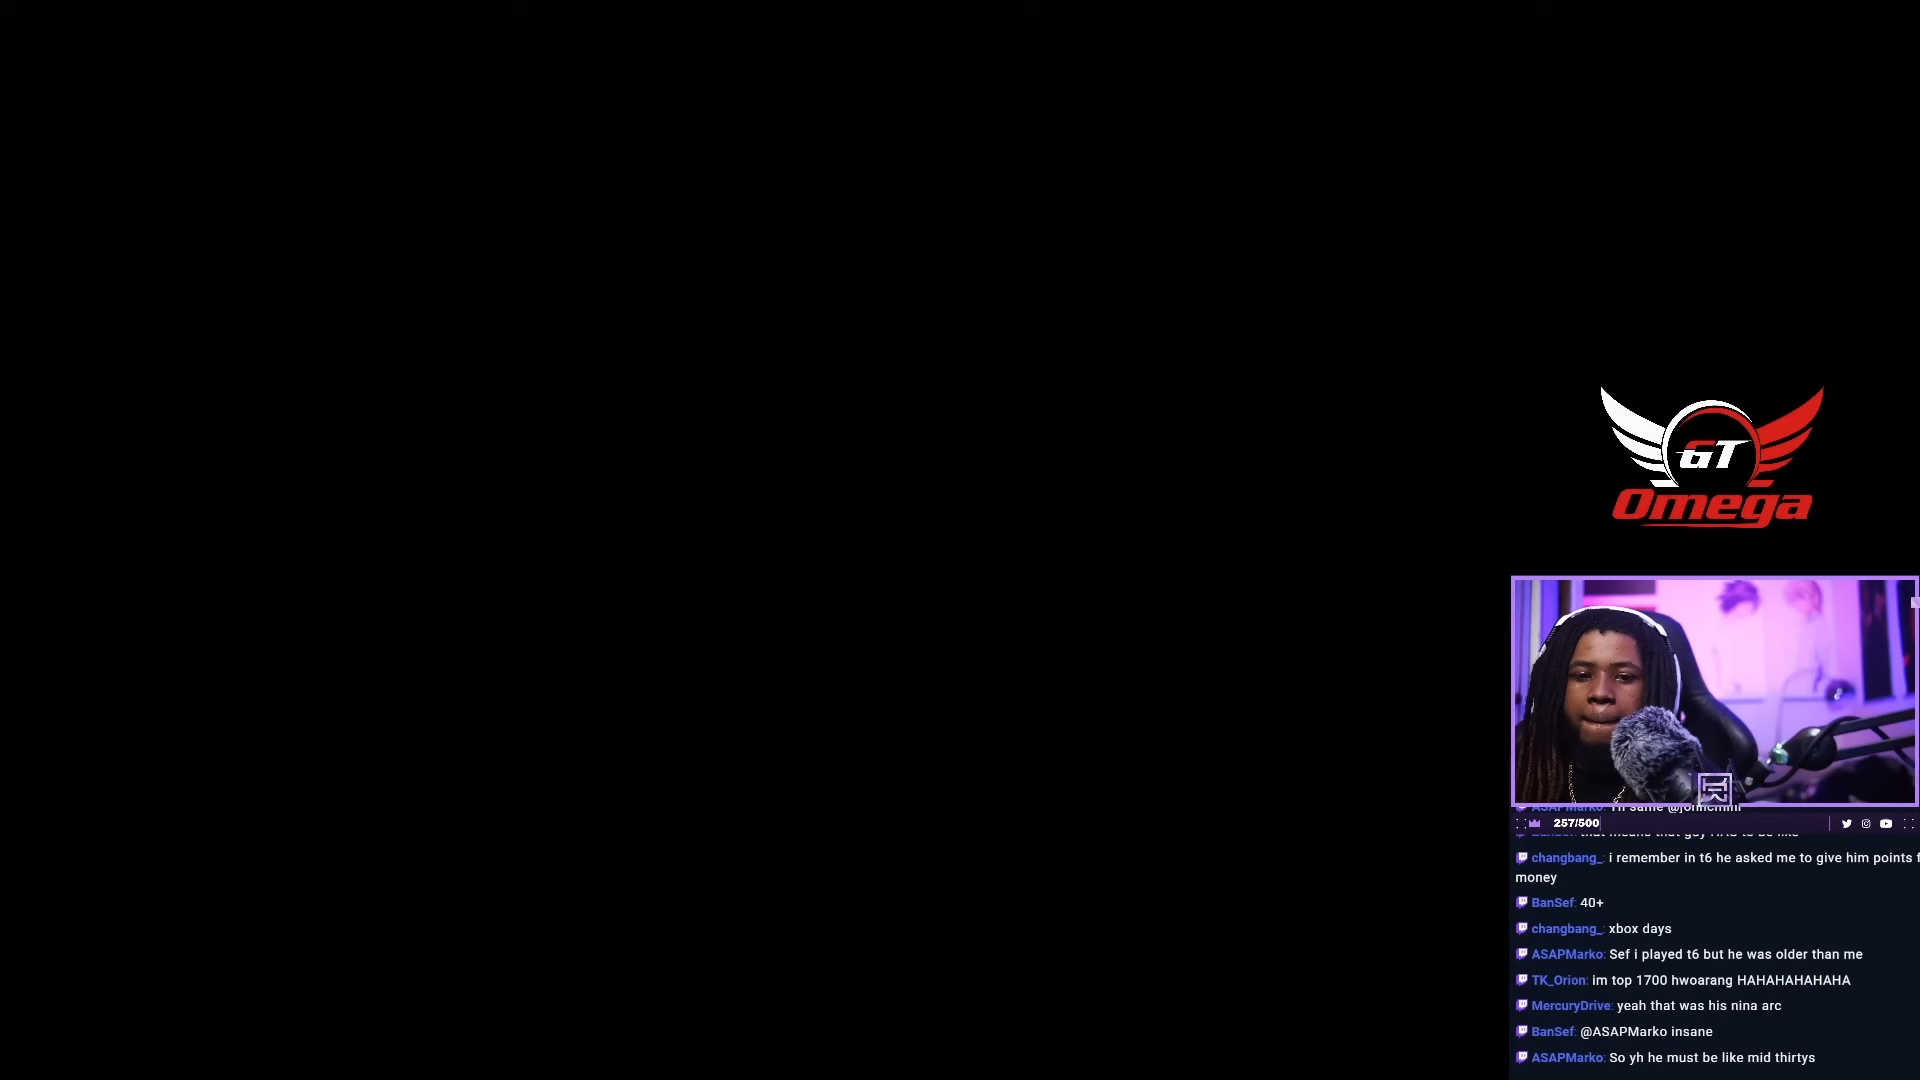 GT
Omega
257/500
changbang_: i remember in t6 he asked me to give him points
money
BanSef: 40+
changbang_: xbox days
ASAPMarko: Sef i played t6 but he was older than me
TK_Orion: im top 1700 hwoarang HAHAHAHAHAHA
MercuryDrive: yeah that was his nina arc
BanSef: @ASAPMarko insane
ASAPMarko: So yh he must be like mid thirtys